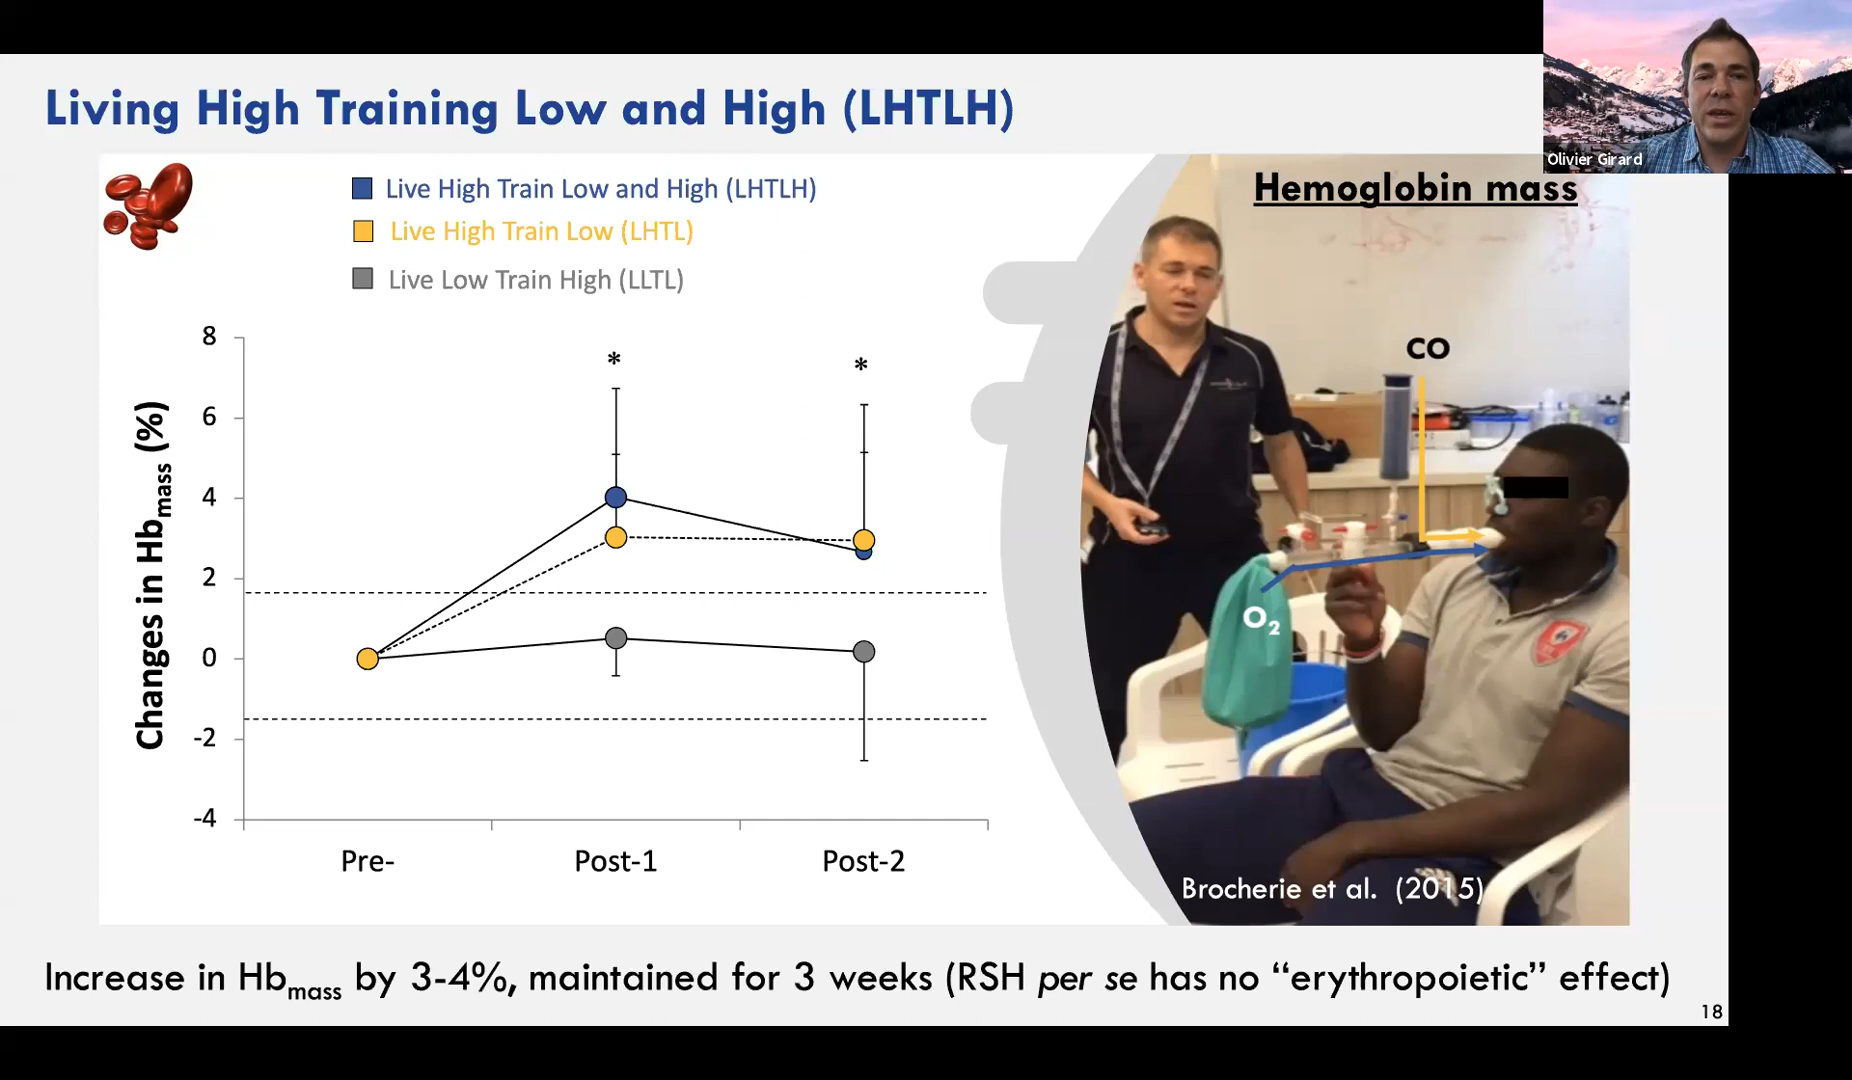 Living High Training Low and High (LHTLH)
Olivier Girard
Hemoglobin mass
Live High Train Low and High (LHTLH)
Live High Train Low (LHTL)
Live Low Train High (LLTL)
Changes in Hbmass (%)
8
6
4
2
0
-2
-4
*
*
Pre-
Post-1
Post-2
CO
O2
Brocherie et al. (2015)
Increase in Hbmass by 3-4%, maintained for 3 weeks (RSH per se has no “erythropoietic” effect)
18